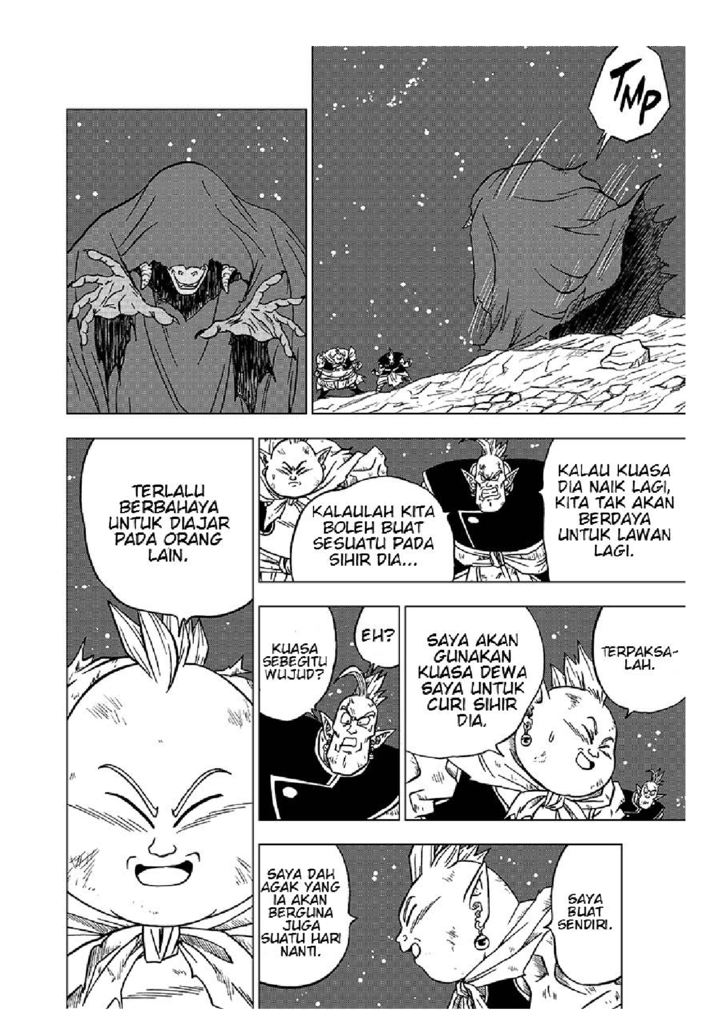 TMP
KALAU KUASA
DIA NAIK LAGI,
KITA TAK AKAN
BERDAYA
UNTUK LAWAN
LAGI.
KALAULAH KITA
BOLEH BUAT
SESUATU PADA
SIHIR DIA...
TERPAKSA-
LAH.
SAYA AKAN
GUNAKAN
KUASA DEWA
SAYA UNTUK
CURI SIHIR
DIA.
EH?
KUASA
SEBEGITU
WUJUD?
TERLALU
BERBAHAYA
UNTUK DIAJAR
PADA ORANG
LAIN.
SAYA
BUAT
SENDIRI.
SAYA DAH
AGAK YANG
IA AKAN
BERGUNA
JUGA
SUATU HARI
NANTI.